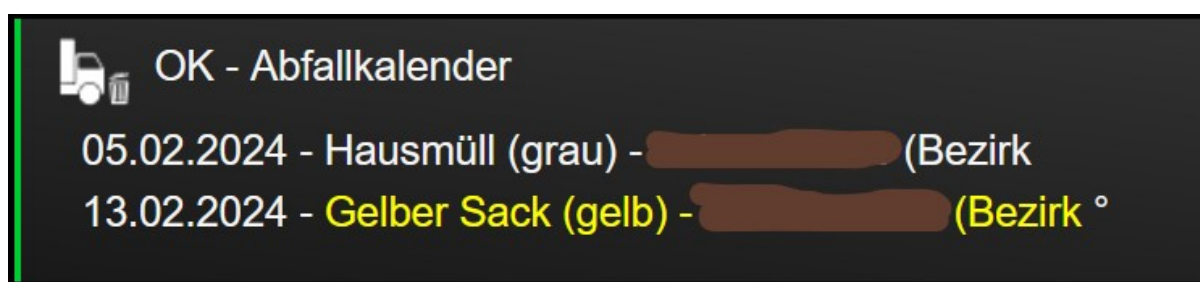 OK - Abfallkalender
05.02.2024 - Hausmüll (grau) - (Bezirk
13.02.2024 - Gelber Sack (gelb) - (Bezirk °